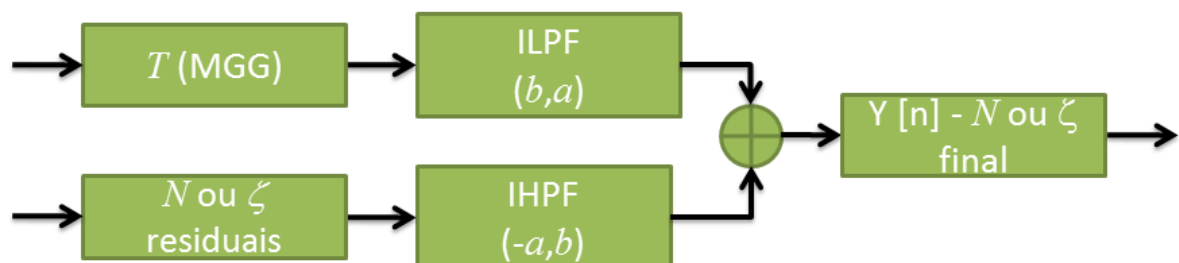 T (MGG)
ILPF
(b,a)
N ou ζ
residuais
IHPF
(-a,b)
Y [n] - N ou ζ
final